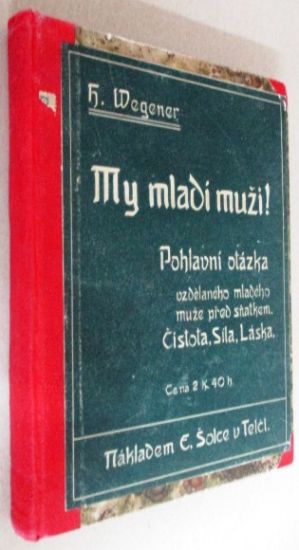 H. Wegener
My mladí muži!
Pohlavní otázka
vzdělaného mladého
muže před sňatkem.
Čistota, Síla, Láska.
Cena 2 K 40 h
Nákladem E. Šolce v Telči.